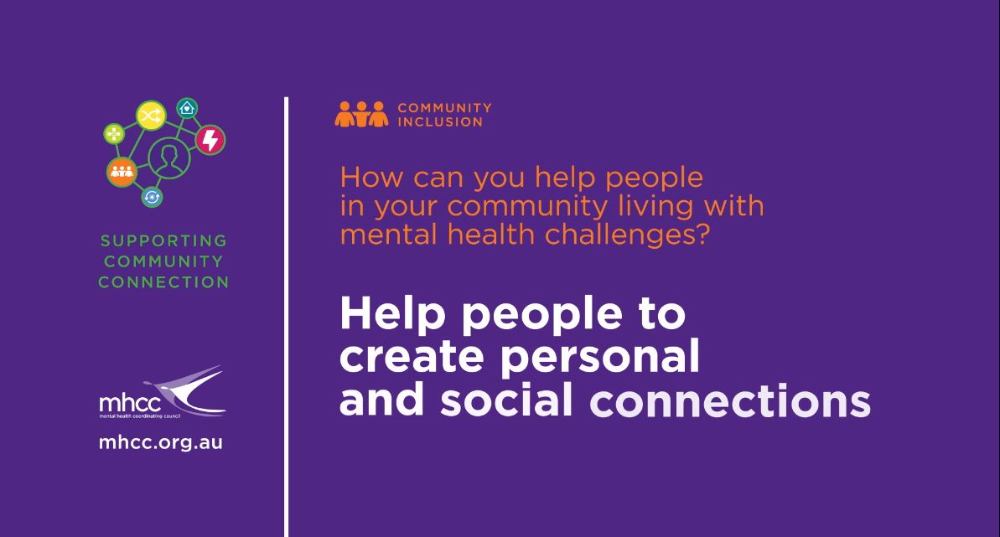 SUPPORTING
COMMUNITY
CONNECTION
mhcc
mental health coordinating council
mhcc.org.au
COMMUNITY
INCLUSION
How can you help people
in your community living with
mental health challenges?
Help people to
create personal
and social connections